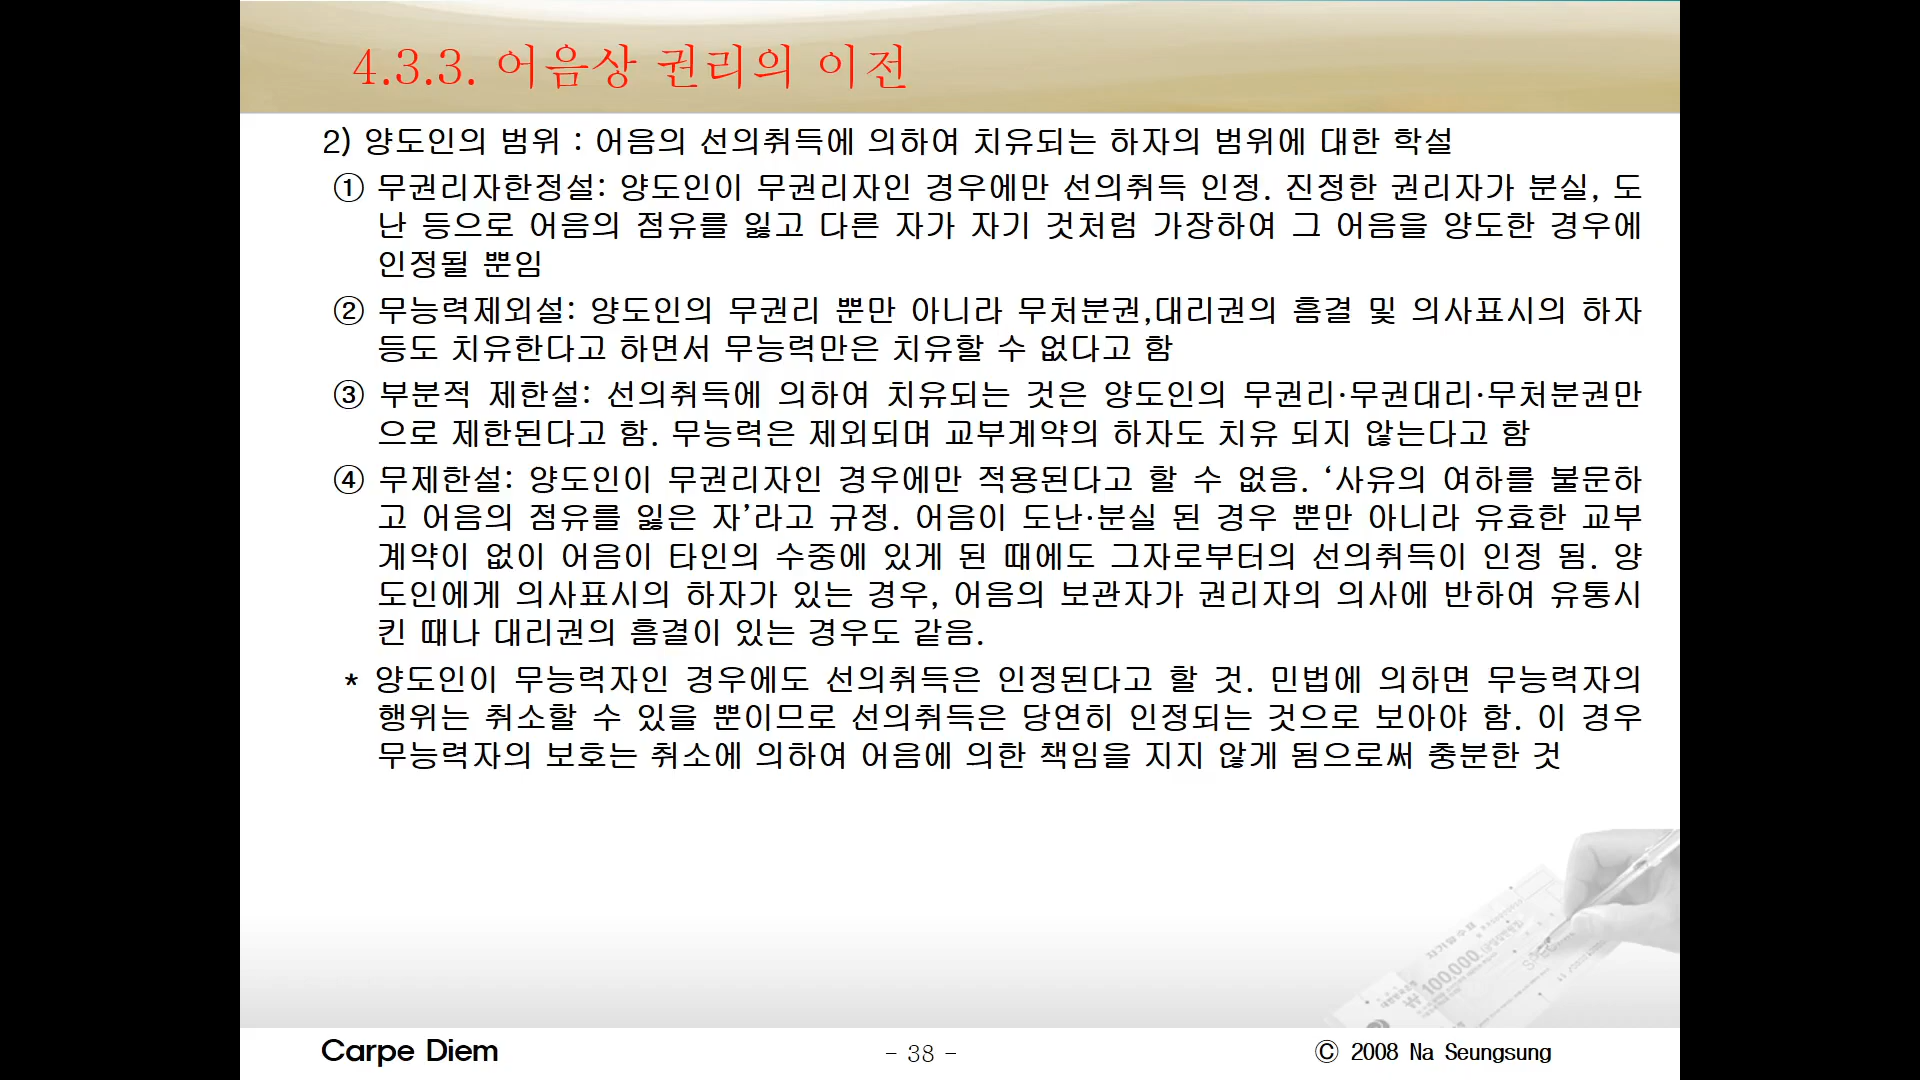 4.3.3. 어음상 권리의 이전
2) 양도인의 범위 : 어음의 선의취득에 의하여 치유되는 하자의 범위에 대한 학설
① 무권리자한정설: 양도인이 무권리자인 경우에만 선의취득 인정. 진정한 권리자가 분실, 도
난 등으로 어음의 점유를 잃고 다른 자가 자기 것처럼 가장하여 그 어음을 양도한 경우에
인정될 뿐임
② 무능력제외설: 양도인의 무권리 뿐만 아니라 무처분권,대리권의 흠결 및 의사표시의 하자
등도 치유한다고 하면서 무능력만은 치유할 수 없다고 함
③ 부분적 제한설: 선의취득에 의하여 치유되는 것은 양도인의 무권리·무권대리·무처분권만
으로 제한된다고 함. 무능력은 제외되며 교부계약의 하자도 치유 되지 않는다고 함
④ 무제한설: 양도인이 무권리자인 경우에만 적용된다고 할 수 없음. ‘사유의 여하를 불문하
고 어음의 점유를 잃은 자’라고 규정. 어음이 도난·분실 된 경우 뿐만 아니라 유효한 교부
계약이 없이 어음이 타인의 수중에 있게 된 때에도 그자로부터의 선의취득이 인정 됨. 양
도인에게 의사표시의 하자가 있는 경우, 어음의 보관자가 권리자의 의사에 반하여 유통시
킨 때나 대리권의 흠결이 있는 경우도 같음.
* 양도인이 무능력자인 경우에도 선의취득은 인정된다고 할 것. 민법에 의하면 무능력자의
행위는 취소할 수 있을 뿐이므로 선의취득은 당연히 인정되는 것으로 보아야 함. 이 경우
무능력자의 보호는 취소에 의하여 어음에 의한 책임을 지지 않게 됨으로써 충분한 것
자기앞수표
₩100,000
Carpe Diem
- 38 -
ⓒ 2008 Na Seungsung